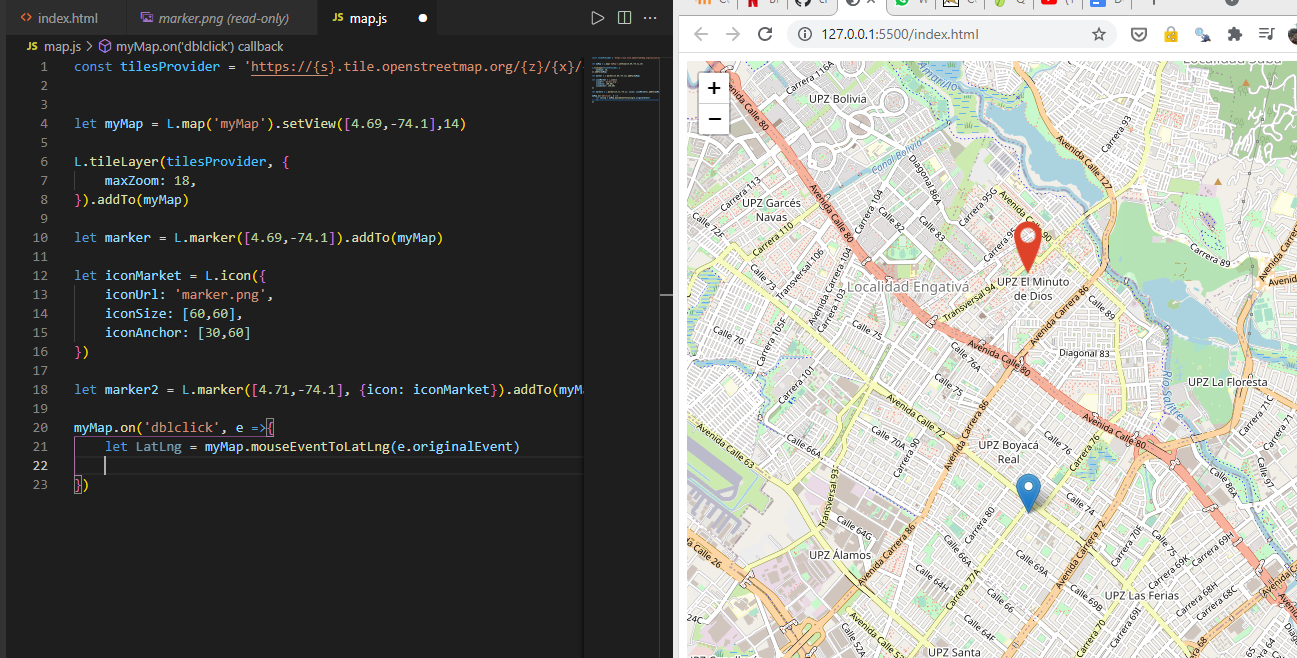 index.html
marker.png (read-only)
JS map.js
JS map.js > myMap.on('dblclick') callback
1 const tilesProvider = 'https://{s}.tile.openstreetmap.org/{z}/{x}/
2
3
4 let myMap = L.map('myMap').setView([4.69,-74.1],14)
5
6 L.tileLayer(tilesProvider, {
7 maxZoom: 18,
8 }).addTo(myMap)
9
10 let marker = L.marker([4.69,-74.1]).addTo(myMap)
11
12 let iconMarket = L.icon({
13 iconUrl: 'marker.png',
14 iconSize: [60,60],
15 iconAnchor: [30,60]
16 })
17
18 let marker2 = L.marker([4.71,-74.1], {icon: iconMarket}).addTo(myM
19
20 myMap.on('dblclick', e =>{
21 let LatLng = myMap.mouseEventToLatLng(e.originalEvent)
22
23 })
127.0.0.1:5500/index.html
+
−
Localidad Suba
Carrera 116A
UPZ Bolivia
Avenida Calle 80
Amarillo
Carrera 93
Canal Bolivia
Avenida Calle 127
Diagonal 86A
Carrera 113
Carrera 104
Carrera 95G
UPZ Garcés
Navas
Calle 72F
Carrera 110
Calle 82
Calle 83
Avenida Calle 80
Avenida Calle 90
Transversal 106
Carrera 89
Avenida Calle
Calle 73
Avenida Carrera 104
Carrera 103
Localidad Engativá
UPZ El Minuto
de Dios
Transversal 94
Avenida Carrera 86
Calle 89
Calle 70
Carrera 105F
Calle 75
Avenida Calle 80
Diagonal 83
Calle 76A
Carrera 101
Calle 75
Río Salitre
UPZ La Floresta
Avenida Calle 72
Carrera 71C
Calle 71
Avenida Calle 63
Calle 70A
Carrera 90
Avenida Carrera 86
UPZ Boyacá
Real
Carrera 76
Avenida Calle 80
Carrera 86A
Transversal 93
Calle 74
Calle 64G
Carrera 80
Avenida Carrera 72
Carrera 70F
Calle 75
Carrera 69H
UPZ Álamos
Calle 66A
Calle 69A
Carrera 69K
Avenida Calle 26
Carrera 77A
Calle 64H
Carrera 68H
Carrera 68G
Calle 66
Carrera 69B
UPZ Las Ferias
24C
Calle 64F
Carrera 70
Carrera 69J
Calle 52A
UPZ Santa